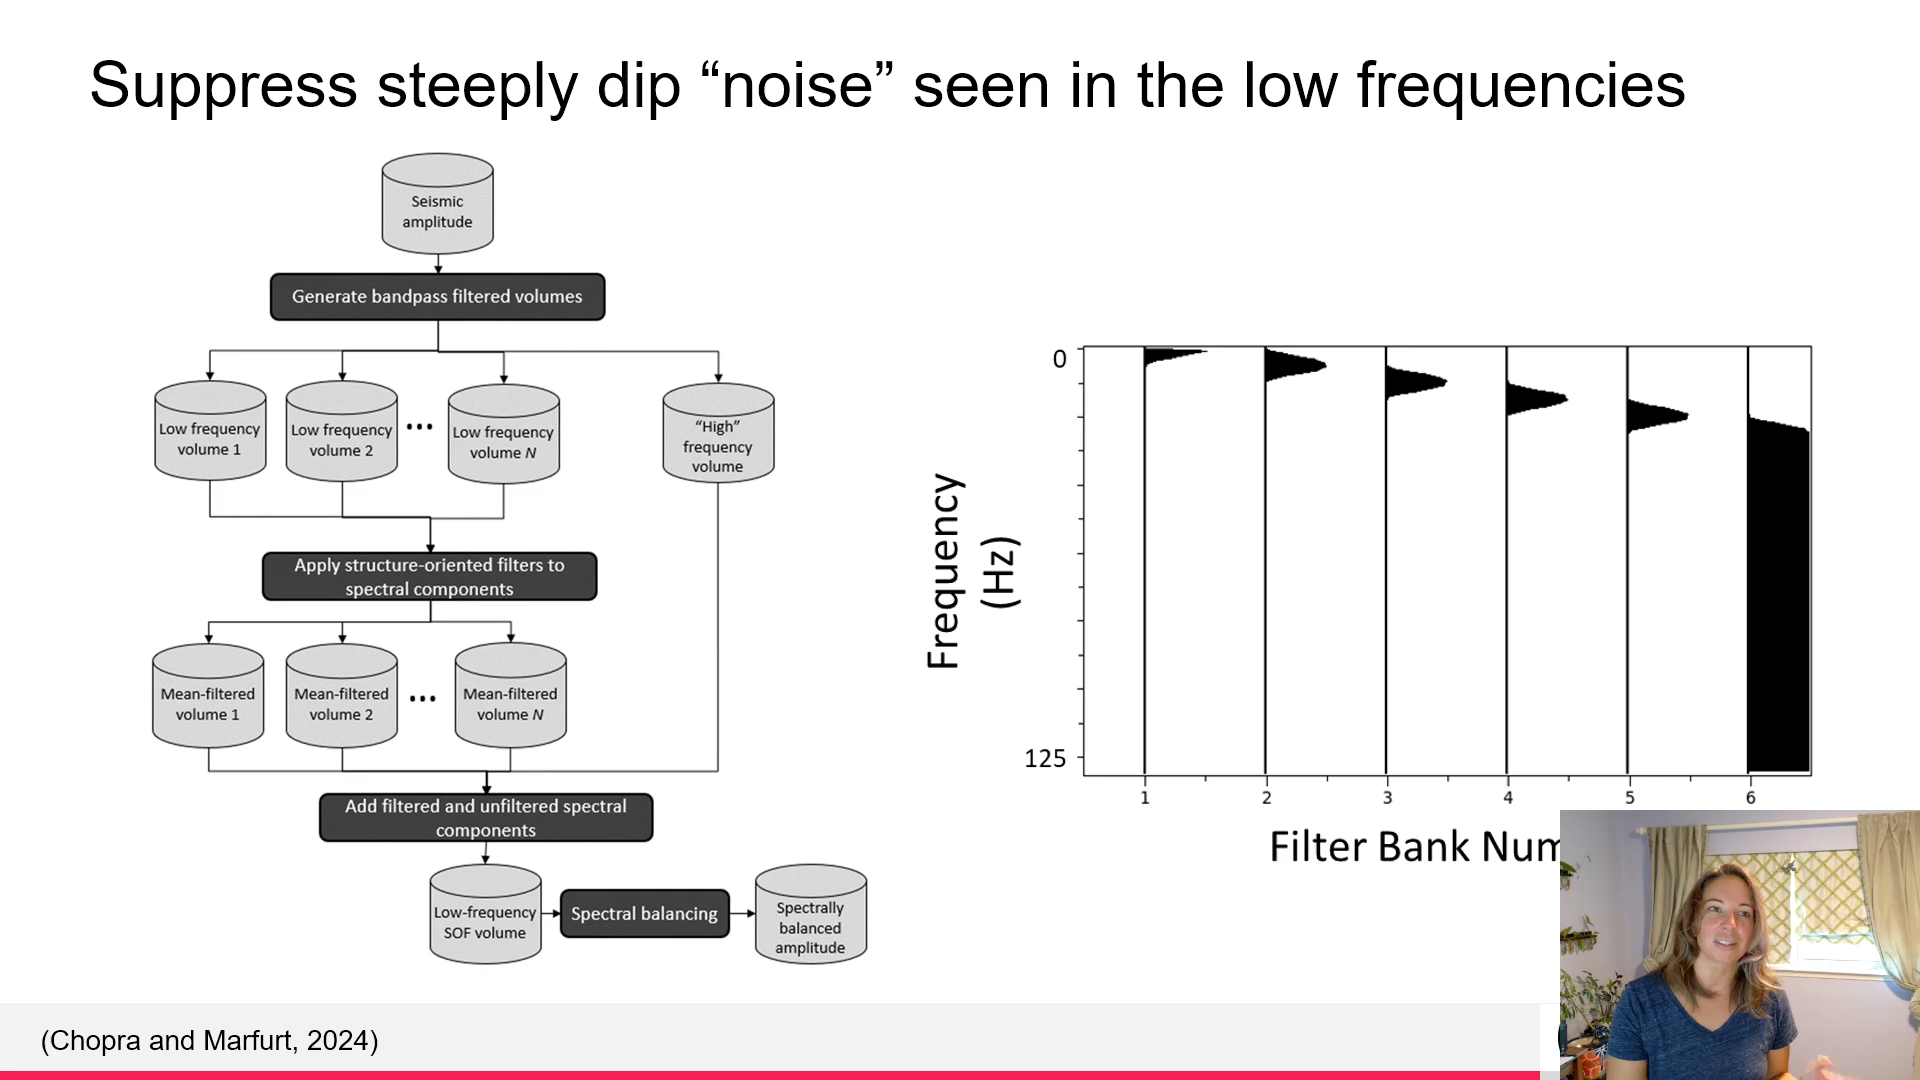 Suppress steeply dip “noise” seen in the low frequencies
Seismic
amplitude
Generate bandpass filtered volumes
Low frequency
volume 1
Low frequency
volume 2
...
Low frequency
volume N
“High”
frequency
volume
Apply structure-oriented filters to
spectral components
Mean-filtered
volume 1
Mean-filtered
volume 2
...
Mean-filtered
volume N
Add filtered and unfiltered spectral
components
Low-frequency
SOF volume
Spectral balancing
Spectrally
balanced
amplitude
Frequency
(Hz)
0
125
1 2 3 4 5 6
Filter Bank
(Chopra and Marfurt, 2024)